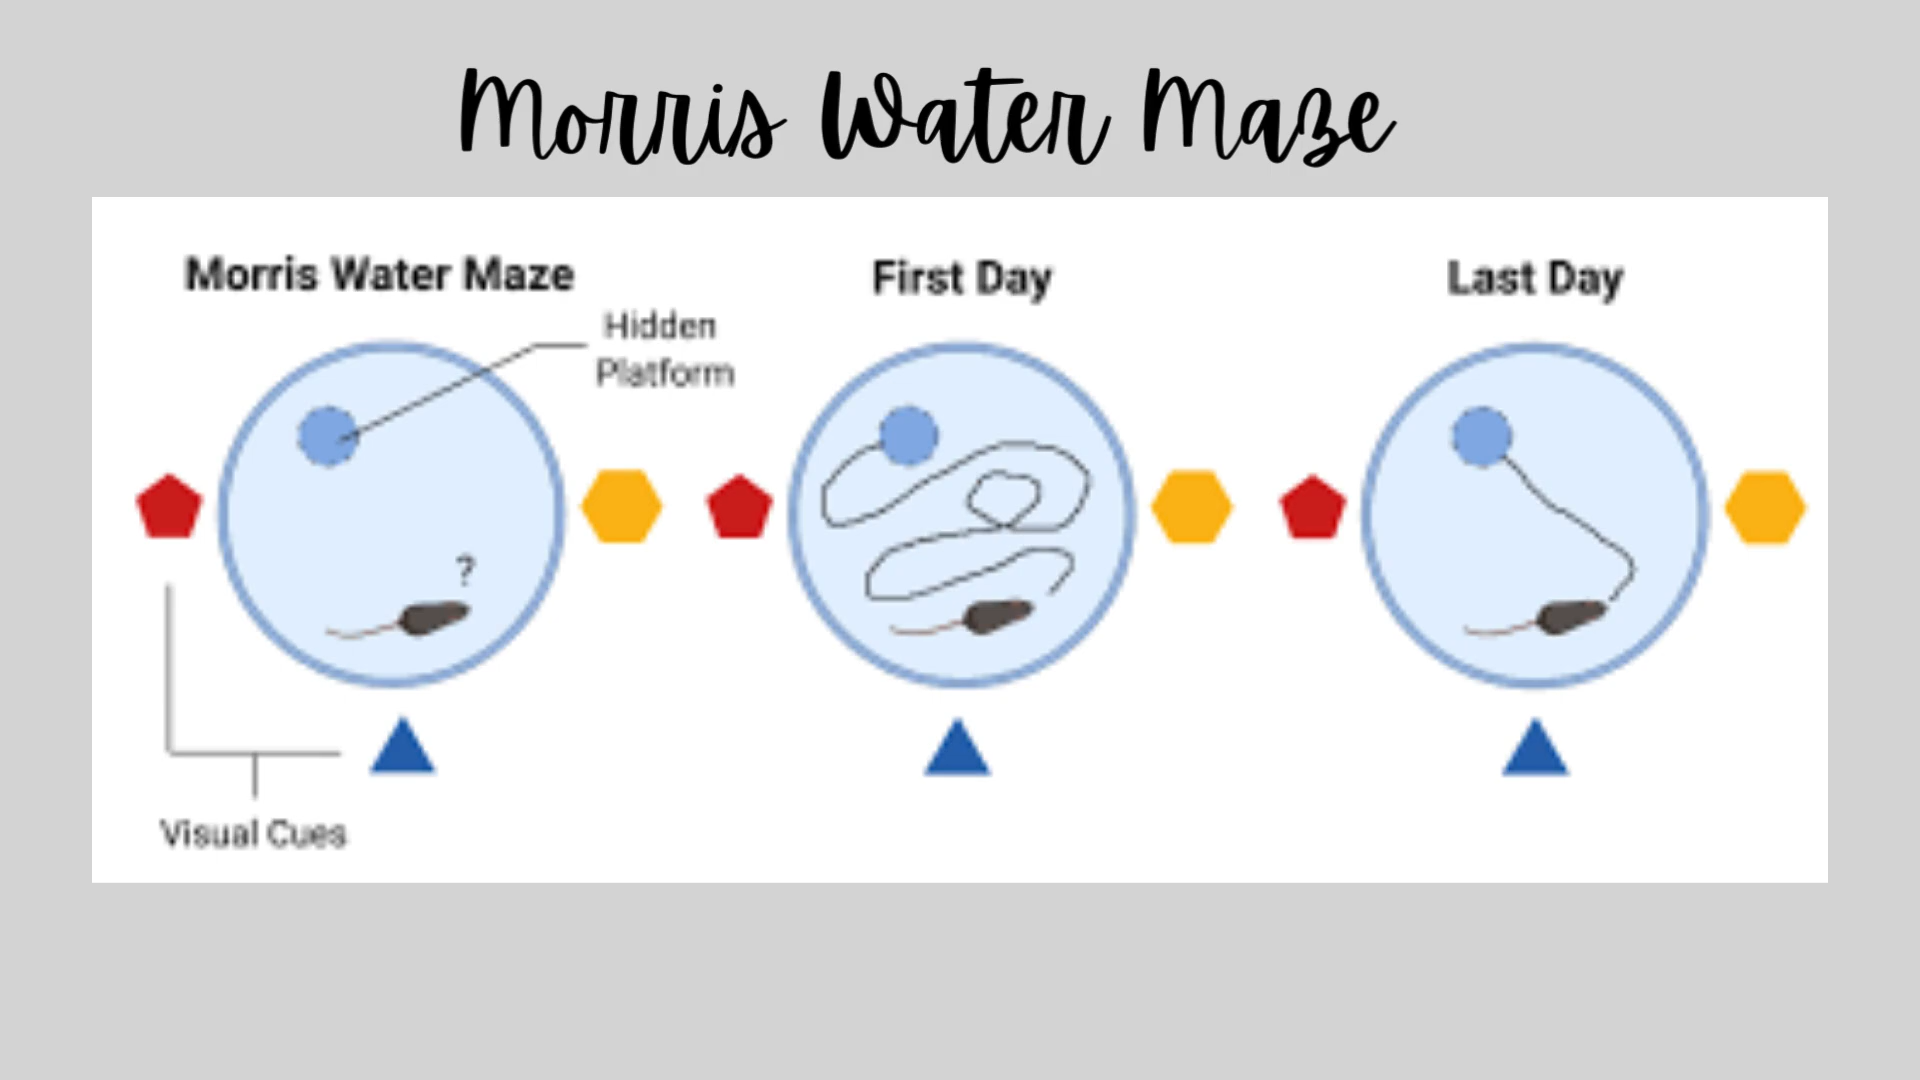 Morris Water Maze
Morris Water Maze
Hidden
Platform
?
Visual Cues
First Day
Last Day